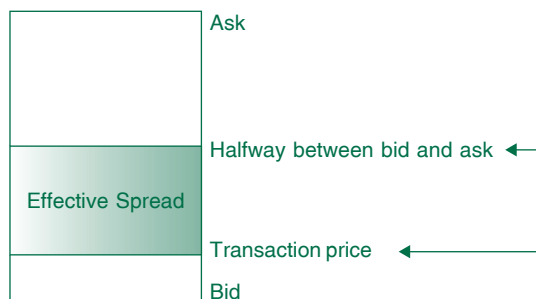 Ask
Halfway between bid and ask
Effective Spread
Transaction price
Bid